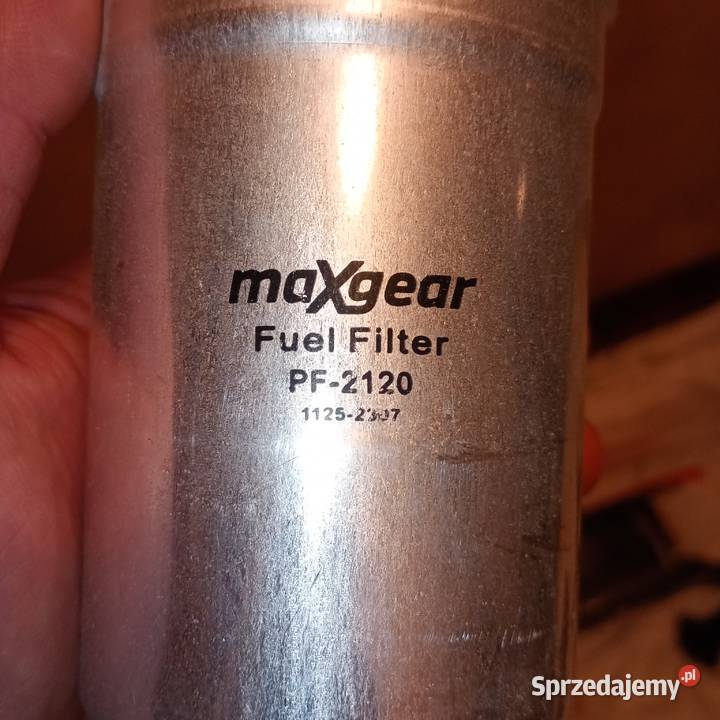 maXgear
Fuel Filter
PF-2120
Sprzedajemy.pl